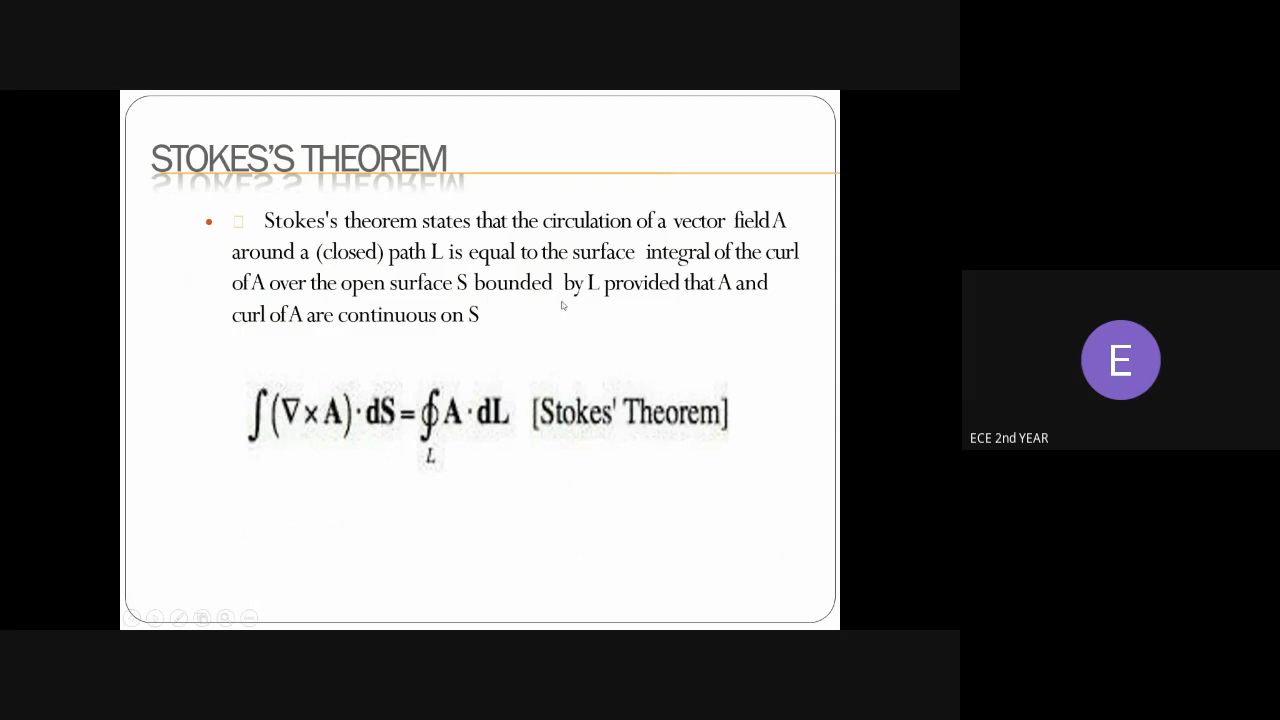 STOKES'S THEOREM
• Stokes's theorem states that the circulation of a vector field A
around a (closed) path L is equal to the surface integral of the curl
of A over the open surface S bounded by L provided that A and
curl of A are continuous on S
∫(∇×A)·dS=∮A·dL [Stokes' Theorem]
L
E
ECE 2nd YEAR